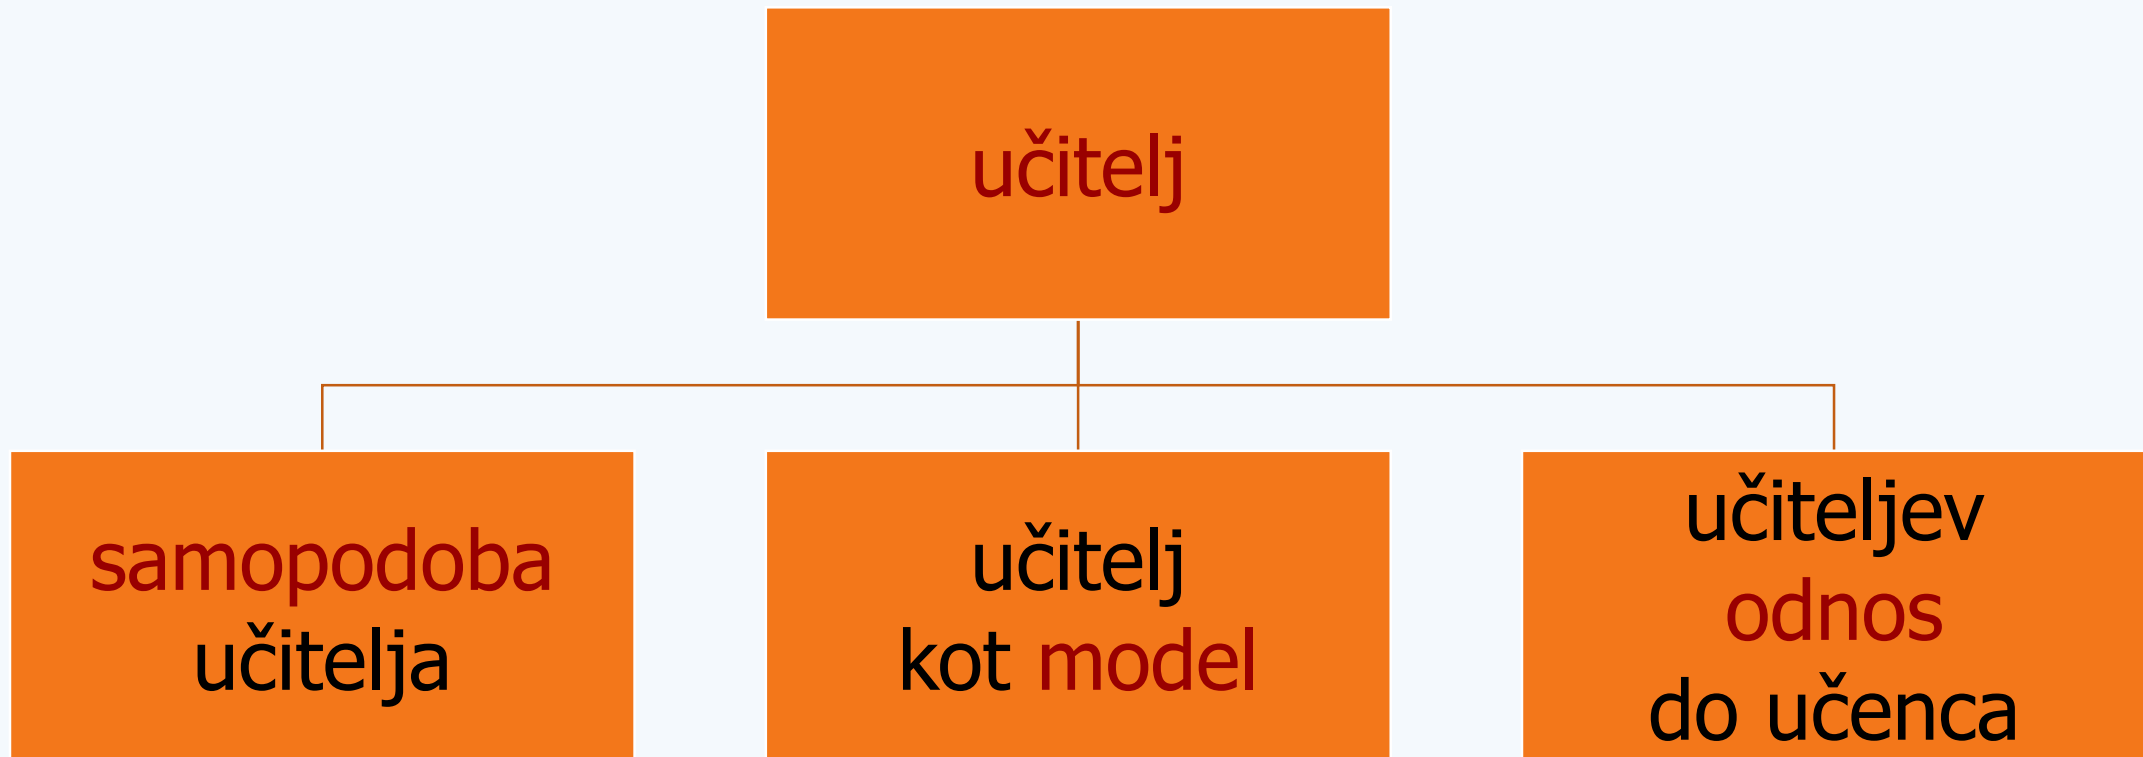 učitelj
samopodoba
učitelja
učitelj
kot model
učiteljev
odnos
do učenca